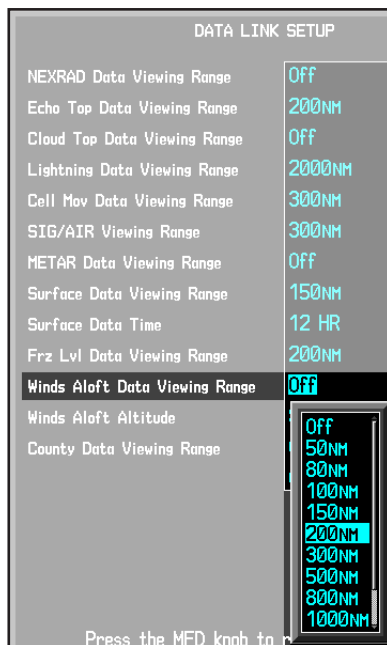 DATA LINK SETUP
NEXRAD Data Viewing Range Off
Echo Top Data Viewing Range 200NM
Cloud Top Data Viewing Range Off
Lightning Data Viewing Range 2000NM
Cell Mov Data Viewing Range 300NM
SIG/AIR Viewing Range 300NM
METAR Data Viewing Range Off
Surface Data Viewing Range 150NM
Surface Data Time 12 HR
Frz Lvl Data Viewing Range 200NM
Winds Aloft Data Viewing Range Off
Winds Aloft Altitude
County Data Viewing Range
Off
50NM
80NM
100NM
150NM
200NM
300NM
500NM
800NM
1000NM
Press the MFD knob to